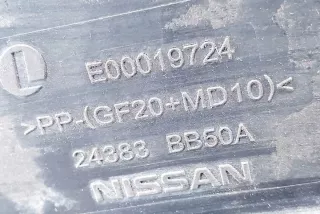 E00019724
>PP-(GF20+MD10)<
24383 BB50A
NISSAN